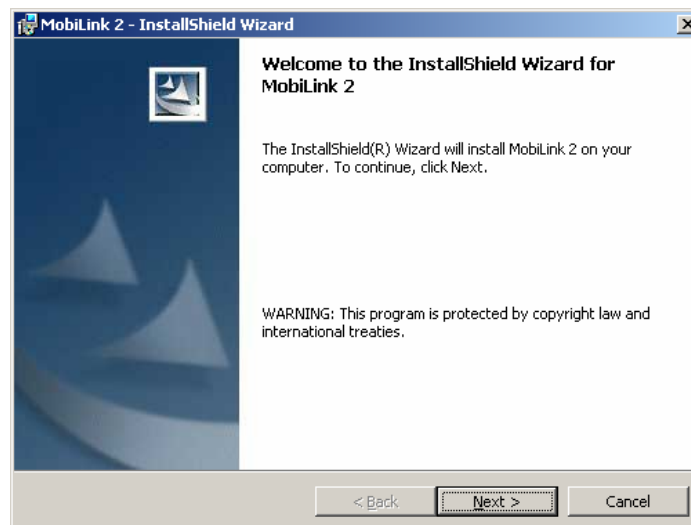 MobiLink 2 - InstallShield Wizard
Welcome to the InstallShield Wizard for
MobiLink 2
The InstallShield(R) Wizard will install MobiLink 2 on your
computer. To continue, click Next.
WARNING: This program is protected by copyright law and
international treaties.
< Back
Next >
Cancel